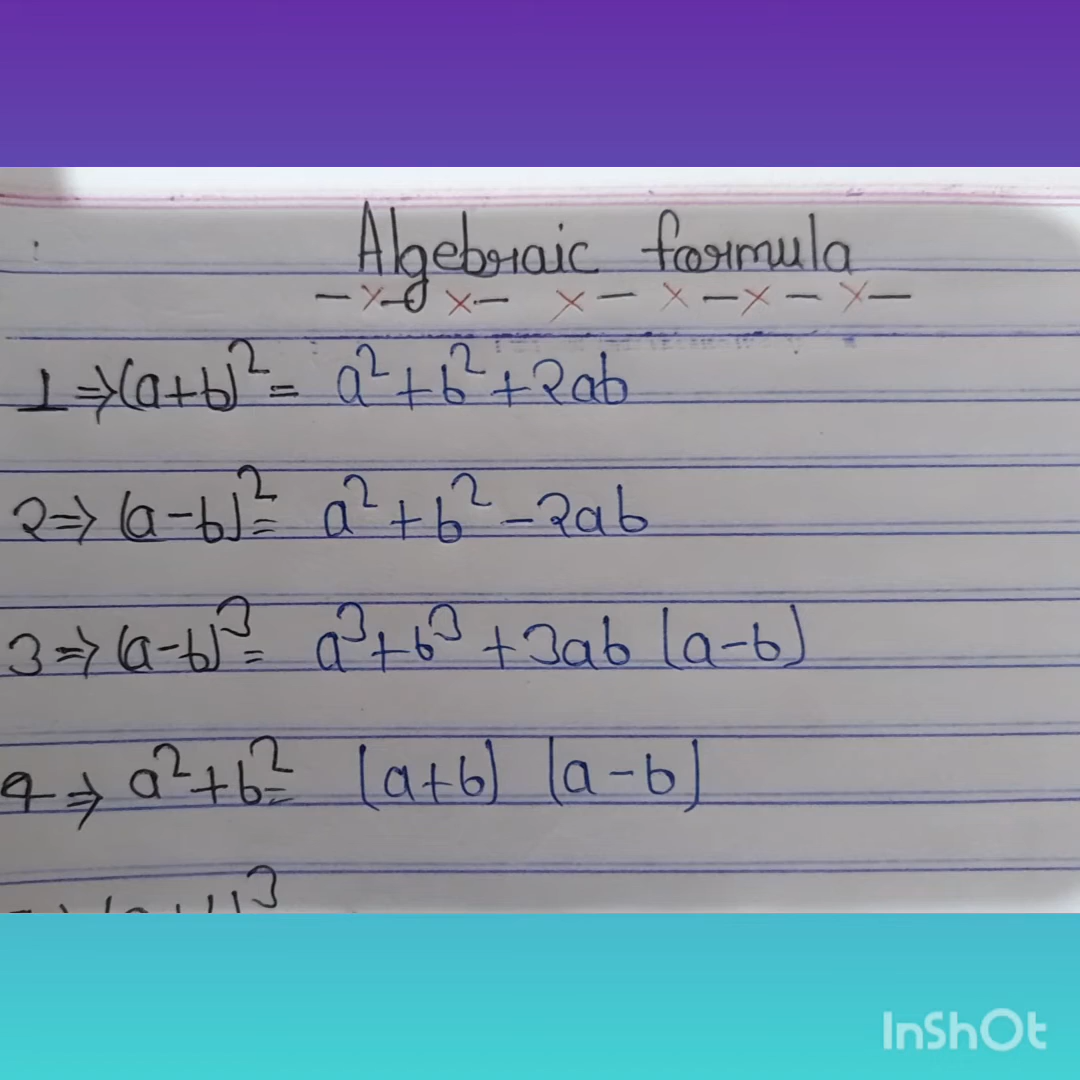 Algebraic formula
1⇒(a+b)²= a²+b²+2ab
2⇒(a-b)²= a²+b²-2ab
3⇒(a-b)³= a³+b³+3ab (a-b)
4⇒ a²+b²= (a+b) (a-b)
InShOt